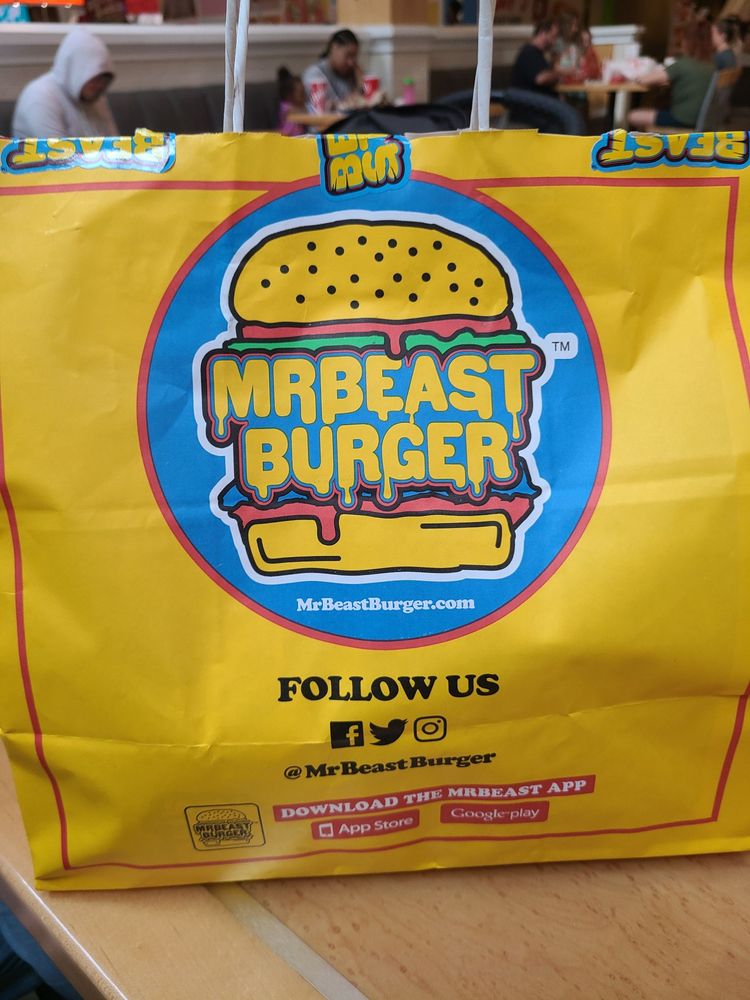 BEAST
BEAST
BEAST
MRBEAST
BURGER
TM
MrBeastBurger.com
FOLLOW US
@MrBeastBurger
DOWNLOAD THE MRBEAST APP
App Store
Google play
MRBEAST
BURGER